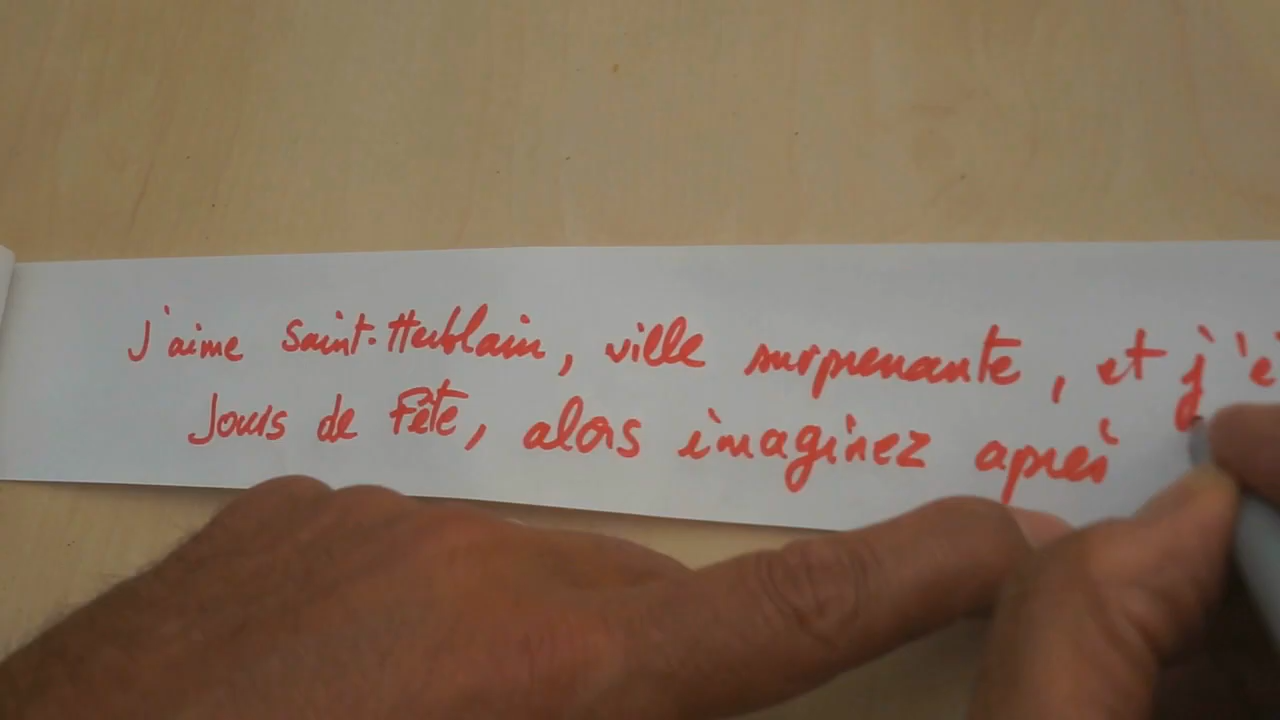 J'aime Saint-Herblain, ville surprenante, et j'é
Jours de Fête, alors imaginez après